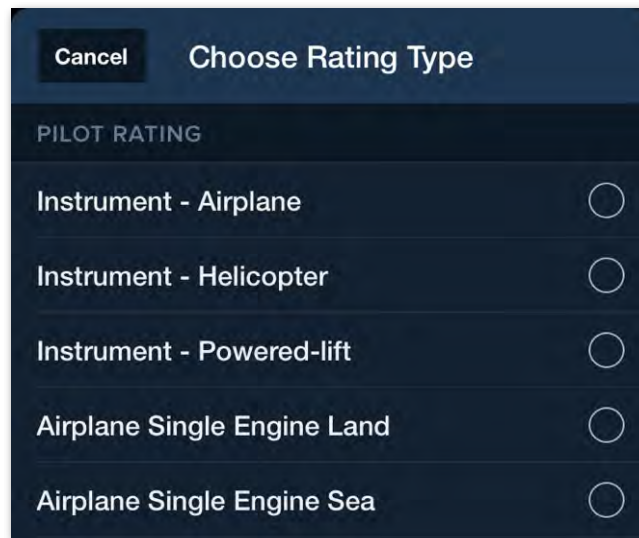 Cancel Choose Rating Type
PILOT RATING
Instrument - Airplane
Instrument - Helicopter
Instrument - Powered-lift
Airplane Single Engine Land
Airplane Single Engine Sea